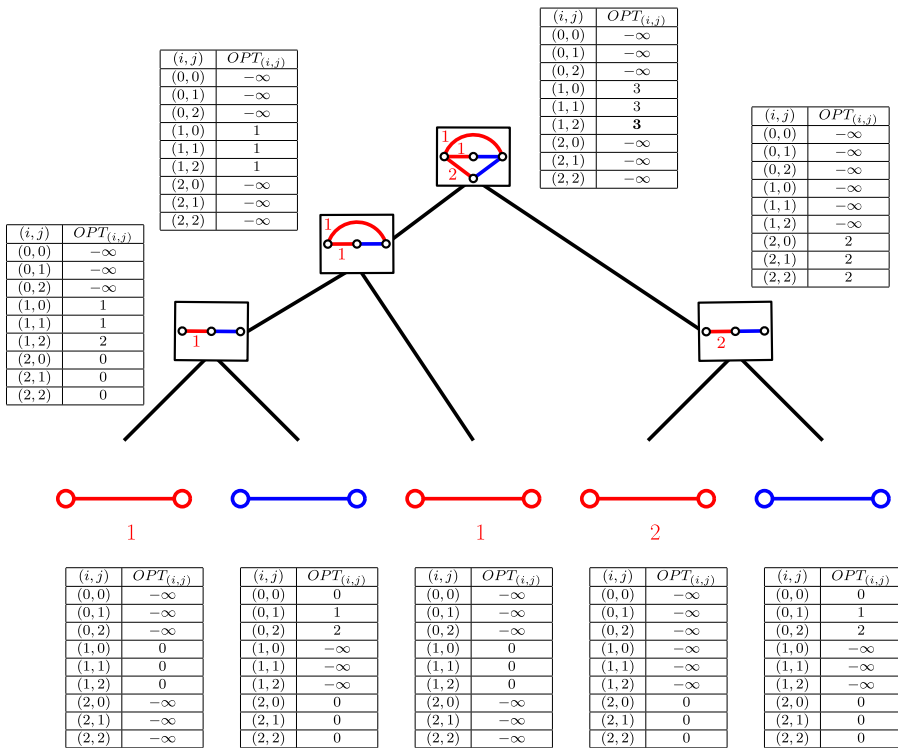 (i, j) OPT(i,j)
(0, 0) −∞
(0, 1) −∞
(0, 2) −∞
(1, 0) 3
(1, 1) 3
(1, 2) 3
(2, 0) −∞
(2, 1) −∞
(2, 2) −∞
(i, j) OPT(i,j)
(0, 0) −∞
(0, 1) −∞
(0, 2) −∞
(1, 0) 1
(1, 1) 1
(1, 2) 1
(2, 0) −∞
(2, 1) −∞
(2, 2) −∞
(i, j) OPT(i,j)
(0, 0) −∞
(0, 1) −∞
(0, 2) −∞
(1, 0) −∞
(1, 1) −∞
(1, 2) −∞
(2, 0) 2
(2, 1) 2
(2, 2) 2
1
1
2
1
1
(i, j) OPT(i,j)
(0, 0) −∞
(0, 1) −∞
(0, 2) −∞
(1, 0) 1
(1, 1) 1
(1, 2) 2
(2, 0) 0
(2, 1) 0
(2, 2) 0
1
2
1
1
2
(i, j) OPT(i,j)
(0, 0) −∞
(0, 1) −∞
(0, 2) −∞
(1, 0) 0
(1, 1) 0
(1, 2) 0
(2, 0) −∞
(2, 1) −∞
(2, 2) −∞
(i, j) OPT(i,j)
(0, 0) 0
(0, 1) 1
(0, 2) 2
(1, 0) −∞
(1, 1) −∞
(1, 2) −∞
(2, 0) 0
(2, 1) 0
(2, 2) 0
(i, j) OPT(i,j)
(0, 0) −∞
(0, 1) −∞
(0, 2) −∞
(1, 0) 0
(1, 1) 0
(1, 2) 0
(2, 0) −∞
(2, 1) −∞
(2, 2) −∞
(i, j) OPT(i,j)
(0, 0) −∞
(0, 1) −∞
(0, 2) −∞
(1, 0) −∞
(1, 1) −∞
(1, 2) −∞
(2, 0) 0
(2, 1) 0
(2, 2) 0
(i, j) OPT(i,j)
(0, 0) 0
(0, 1) 1
(0, 2) 2
(1, 0) −∞
(1, 1) −∞
(1, 2) −∞
(2, 0) 0
(2, 1) 0
(2, 2) 0